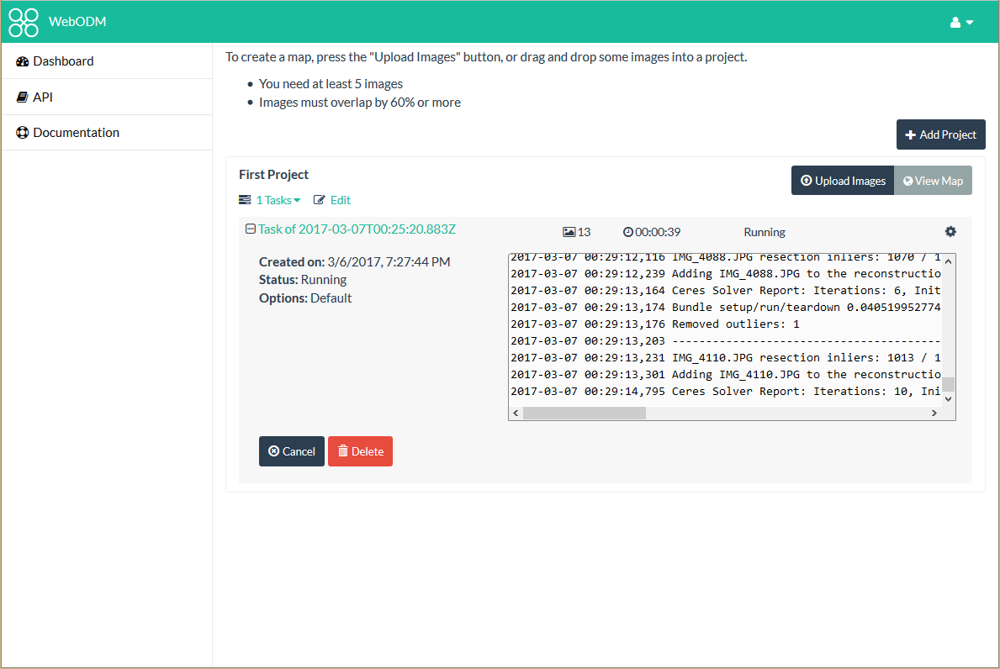 WebODM
Dashboard
API
Documentation
To create a map, press the "Upload Images" button, or drag and drop some images into a project.
You need at least 5 images
Images must overlap by 60% or more
Add Project
First Project
Upload Images
View Map
1 Tasks
Edit
Task of 2017-03-07T00:25:20.883Z
13
00:00:39
Running
Created on: 3/6/2017, 7:27:44 PM
Status: Running
Options: Default
2017-03-07 00:29:12,116 IMG_4088.JPG resection inliers: 1070 / 1
2017-03-07 00:29:12,239 Adding IMG_4088.JPG to the reconstructio
2017-03-07 00:29:13,164 Ceres Solver Report: Iterations: 6, Init
2017-03-07 00:29:13,174 Bundle setup/run/teardown 0.040519952774
2017-03-07 00:29:13,176 Removed outliers: 1
2017-03-07 00:29:13,203 ----------------------------------------
2017-03-07 00:29:13,231 IMG_4110.JPG resection inliers: 1013 / 1
2017-03-07 00:29:13,301 Adding IMG_4110.JPG to the reconstructio
2017-03-07 00:29:14,795 Ceres Solver Report: Iterations: 10, Ini
Cancel
Delete